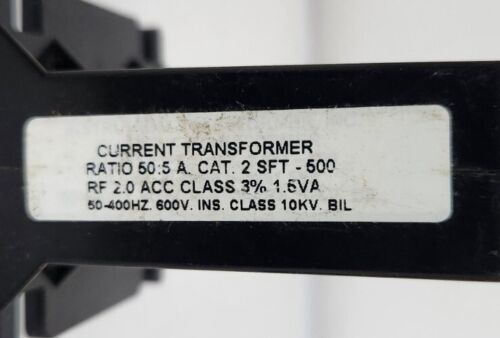 CURRENT TRANSFORMER
RATIO 50:5 A. CAT. 2 SFT - 500
RF 2.0 ACC CLASS 3% 1.5VA
50-400HZ. 600V. INS. CLASS 10KV. BIL